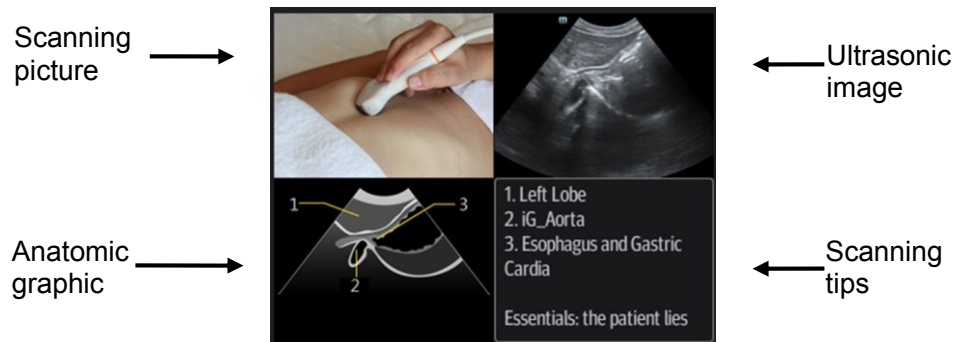 Scanning
picture
Ultrasonic
image
1
3
2
1. Left Lobe
2. iG_Aorta
3. Esophagus and Gastric
Cardia
Essentials: the patient lies
Anatomic
graphic
Scanning
tips